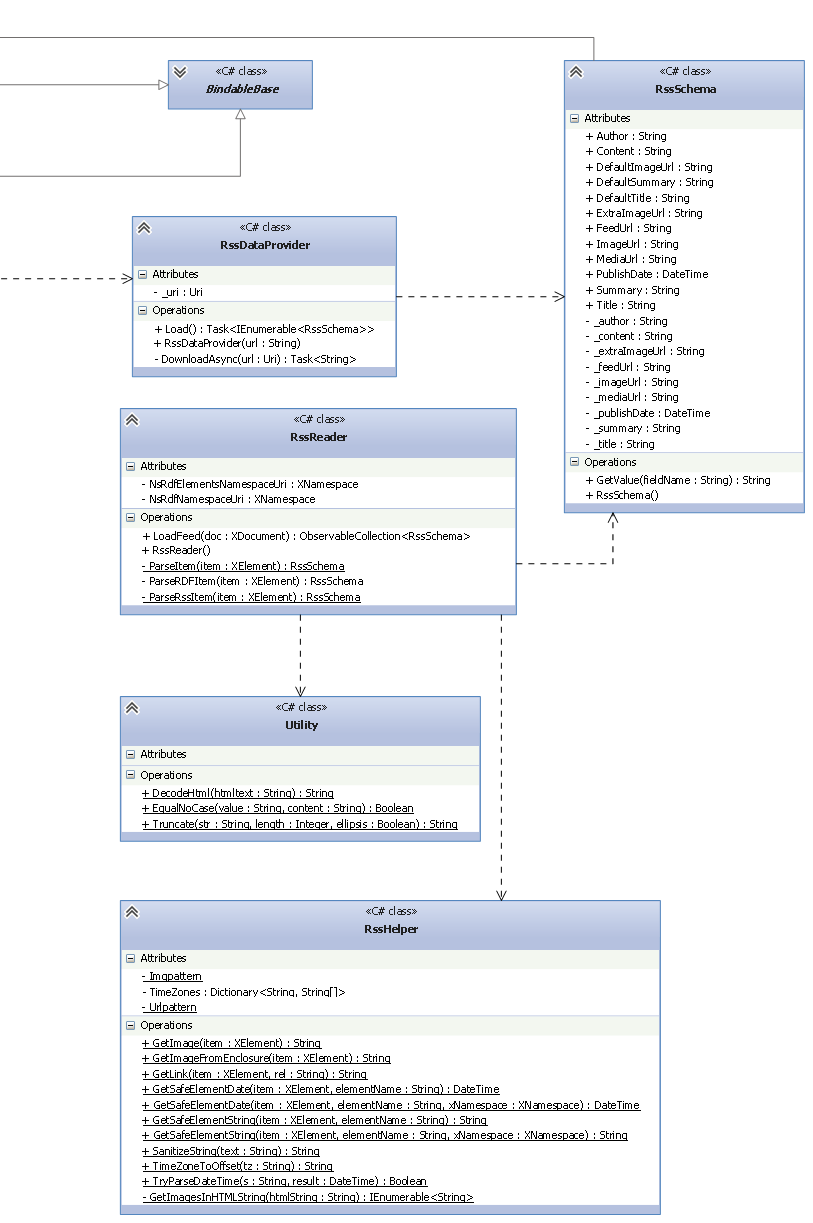 «C# class»
BindableBase
«C# class»
RssSchema
Attributes
+ Author : String
+ Content : String
+ DefaultImageUrl : String
+ DefaultSummary : String
+ DefaultTitle : String
+ ExtraImageUrl : String
+ FeedUrl : String
+ ImageUrl : String
+ MediaUrl : String
+ PublishDate : DateTime
+ Summary : String
+ Title : String
- _author : String
- _content : String
- _extraImageUrl : String
- _feedUrl : String
- _imageUrl : String
- _mediaUrl : String
- _publishDate : DateTime
- _summary : String
- _title : String
Operations
+ GetValue(fieldName : String) : String
+ RssSchema()
«C# class»
RssDataProvider
Attributes
- _uri : Uri
Operations
+ Load() : Task<IEnumerable<RssSchema>>
+ RssDataProvider(url : String)
- DownloadAsync(url : Uri) : Task<String>
«C# class»
RssReader
Attributes
- NsRdfElementsNamespaceUri : XNamespace
- NsRdfNamespaceUri : XNamespace
Operations
+ LoadFeed(doc : XDocument) : ObservableCollection<RssSchema>
+ RssReader()
- ParseItem(item : XElement) : RssSchema
- ParseRDFItem(item : XElement) : RssSchema
- ParseRssItem(item : XElement) : RssSchema
«C# class»
Utility
Attributes
Operations
+ DecodeHtml(htmltext : String) : String
+ EqualNoCase(value : String, content : String) : Boolean
+ Truncate(str : String, length : Integer, ellipsis : Boolean) : String
«C# class»
RssHelper
Attributes
- Imgpattern
- TimeZones : Dictionary<String, String[]>
- Urlpattern
Operations
+ GetImage(item : XElement) : String
+ GetImageFromEnclosure(item : XElement) : String
+ GetLink(item : XElement, rel : String) : String
+ GetSafeElementDate(item : XElement, elementName : String) : DateTime
+ GetSafeElementDate(item : XElement, elementName : String, xNamespace : XNamespace) : DateTime
+ GetSafeElementString(item : XElement, elementName : String) : String
+ GetSafeElementString(item : XElement, elementName : String, xNamespace : XNamespace) : String
+ SanitizeString(text : String) : String
+ TimeZoneToOffset(tz : String) : String
+ TryParseDateTime(s : String, result : DateTime) : Boolean
- GetImagesInHTMLString(htmlString : String) : IEnumerable<String>